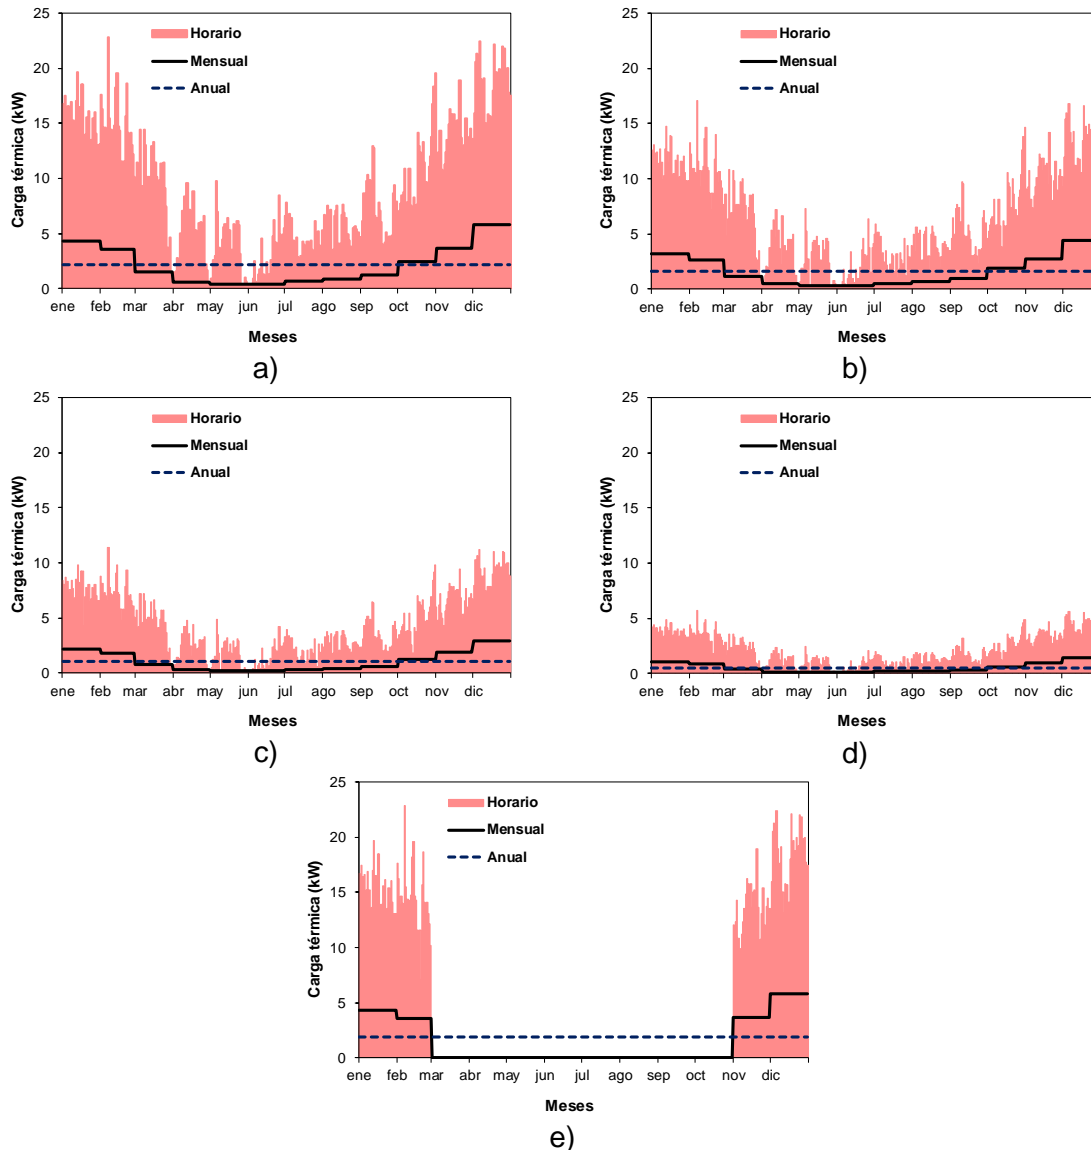 25
20
15
10
5
0
Carga térmica (kW)
Horario
Mensual
Anual
ene feb mar abr may jun jul ago sep oct nov dic
Meses
a)
25
20
15
10
5
0
Carga térmica (kW)
Horario
Mensual
Anual
ene feb mar abr may jun jul ago sep oct nov dic
Meses
b)
25
20
15
10
5
0
Carga térmica (kW)
Horario
Mensual
Anual
ene feb mar abr may jun jul ago sep oct nov dic
Meses
c)
25
20
15
10
5
0
Carga térmica (kW)
Horario
Mensual
Anual
ene feb mar abr may jun jul ago sep oct nov dic
Meses
d)
25
20
15
10
5
0
Carga térmica (kW)
Horario
Mensual
Anual
ene feb mar abr may jun jul ago sep oct nov dic
Meses
e)